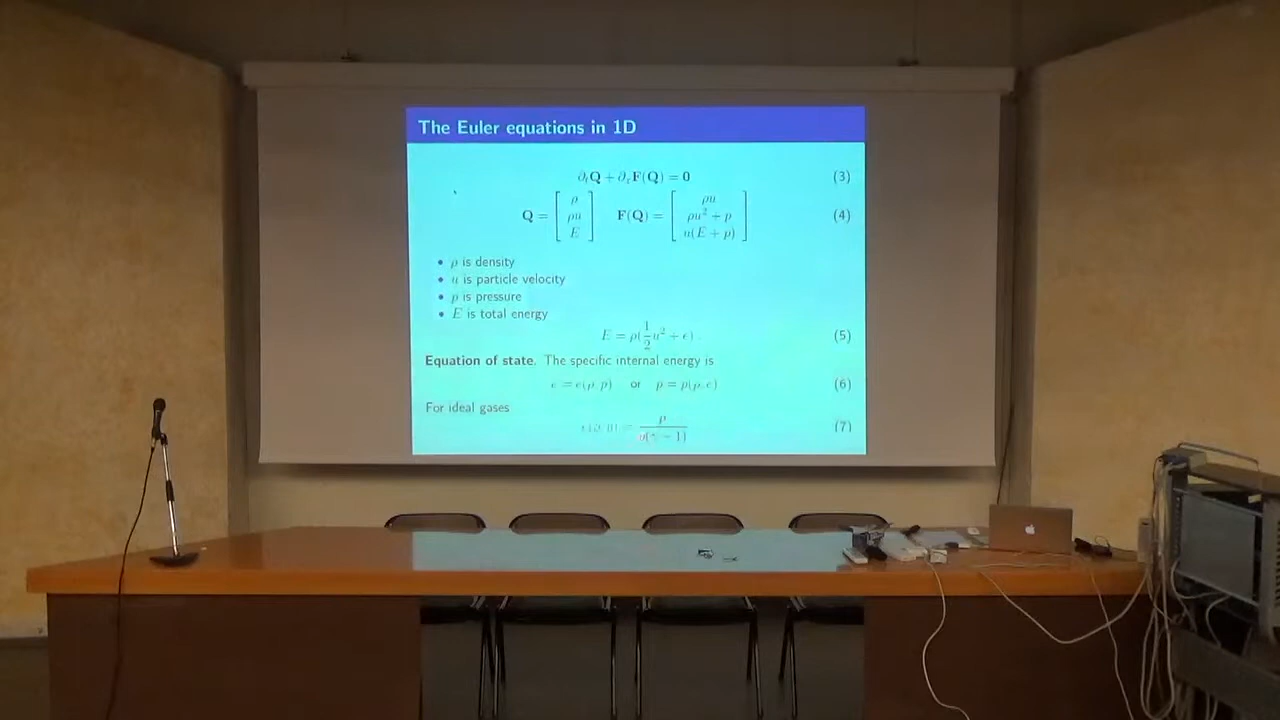 The Euler equations in 1D
∂ₜQ + ∂ₓF(Q) = 0 (3)
Q = [ ρ ρu E ] F(Q) = [ ρu ρu² + p u(E + p) ] (4)
• ρ is density
• u is particle velocity
• p is pressure
• E is total energy
E = ρ(½u² + ϵ) . (5)
Equation of state. The specific internal energy is
or p = p(ρ, e) (6)
For ideal gases
(7)